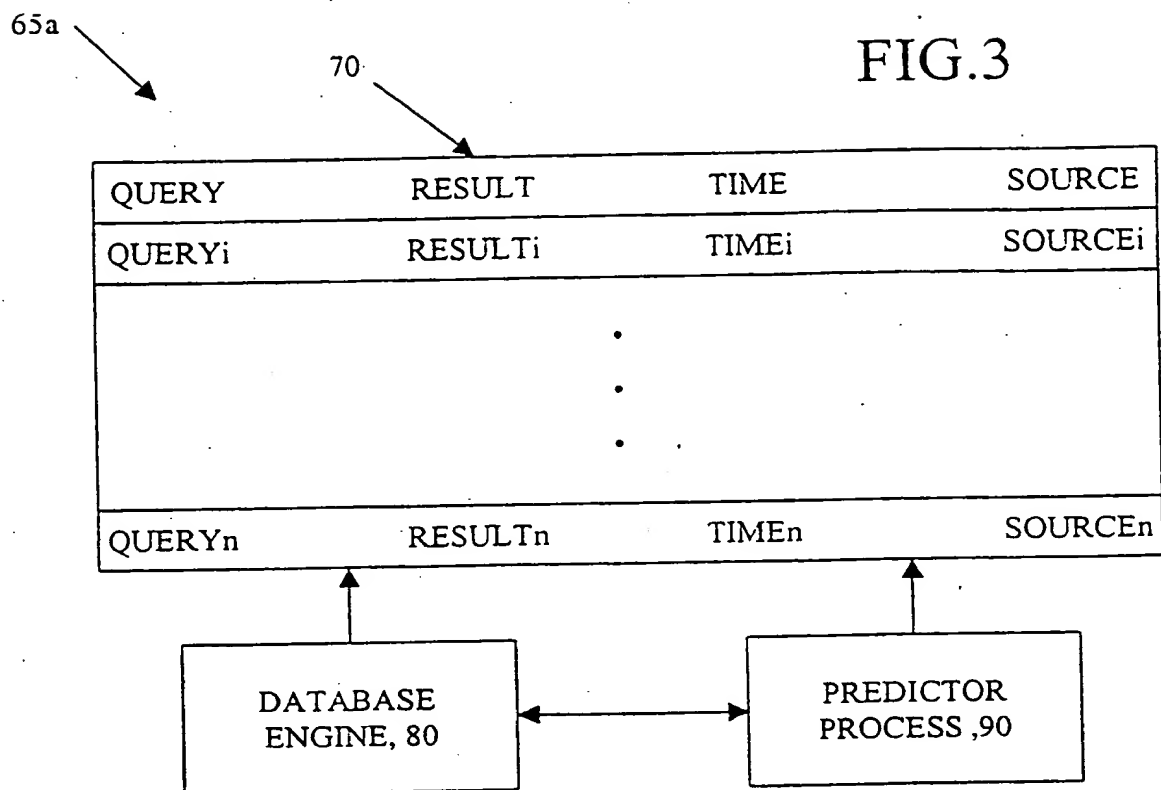 65a
70
FIG.3
QUERY RESULT TIME SOURCE
QUERYi RESULTi TIMEi SOURCEi
QUERYn RESULTn TIMEn SOURCEn
DATABASE
ENGINE, 80
PREDICTOR
PROCESS ,90